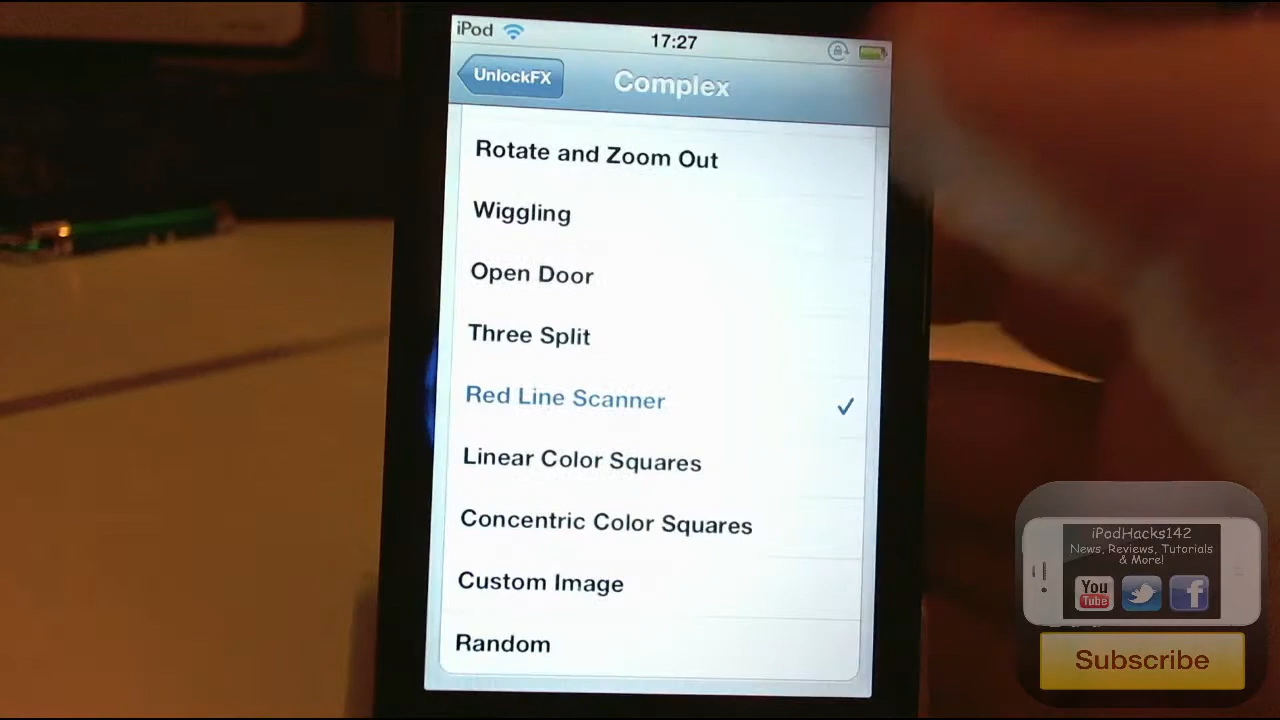 iPod
17:27
UnlockFX
Complex
Rotate and Zoom Out
Wiggling
Open Door
Three Split
Red Line Scanner
Linear Color Squares
Concentric Color Squares
Custom Image
Random
iPodHacks142
News, Reviews, Tutorials
& More!
You
Tube
Subscribe